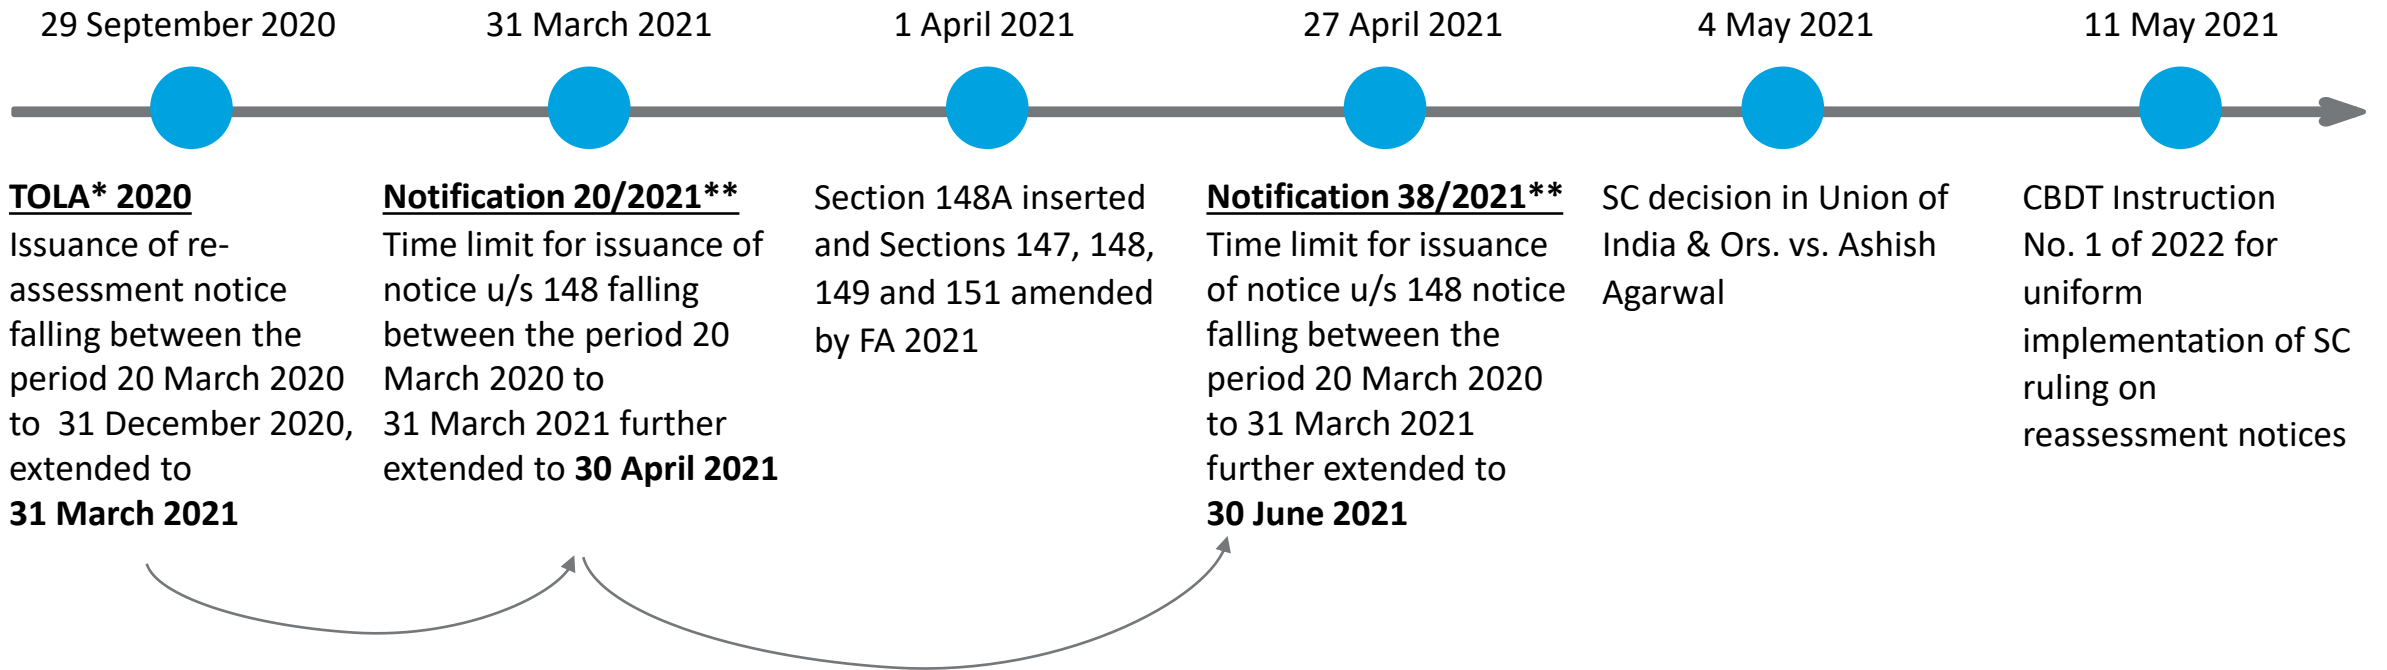 29 September 2020
31 March 2021
1 April 2021
27 April 2021
4 May 2021
11 May 2021
TOLA* 2020
Issuance of re-
assessment notice
falling between the
period 20 March 2020
to 31 December 2020,
extended to
31 March 2021
Notification 20/2021**
Time limit for issuance of
notice u/s 148 falling
between the period 20
March 2020 to
31 March 2021 further
extended to 30 April 2021
Section 148A inserted
and Sections 147, 148,
149 and 151 amended
by FA 2021
Notification 38/2021**
Time limit for issuance
of notice u/s 148 notice
falling between the
period 20 March 2020
to 31 March 2021
further extended to
30 June 2021
SC decision in Union of
India & Ors. vs. Ashish
Agarwal
CBDT Instruction
No. 1 of 2022 for
uniform
implementation of SC
ruling on
reassessment notices